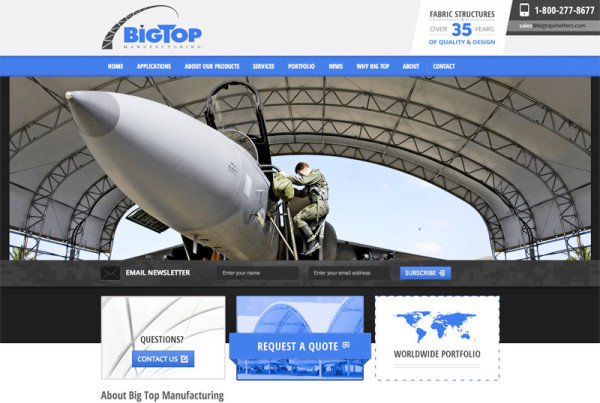 BIGTOP
MANUFACTURING
FABRIC STRUCTURES
OVER 35 YEARS
OF QUALITY & DESIGN
1-800-277-8677
sales@bigtopshelters.com
HOME APPLICATIONS ABOUT OUR PRODUCTS SERVICES PORTFOLIO NEWS WHY BIG TOP ABOUT CONTACT
EMAIL NEWSLETTER Enter your name Enter your email address SUBSCRIBE
QUESTIONS?
CONTACT US
REQUEST A QUOTE
WORLDWIDE PORTFOLIO
About Big Top Manufacturing